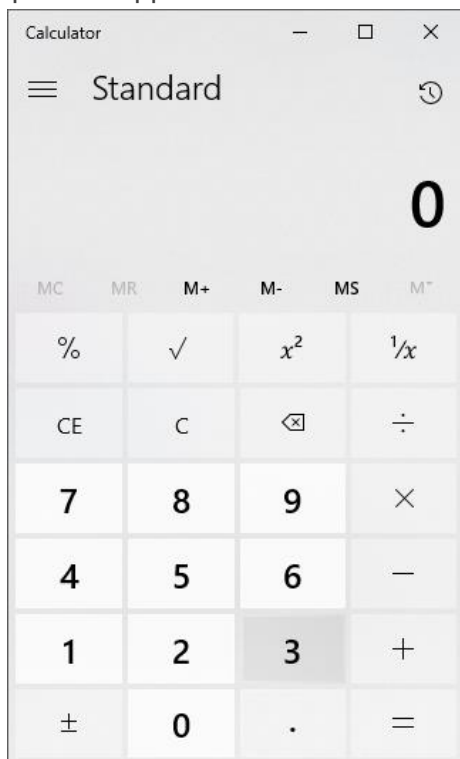 Calculator
Standard
0
MC MR M+ M- MS M˅
% √ x² ¹/x
CE C ÷
7 8 9 ×
4 5 6 −
1 2 3 +
± 0 . =